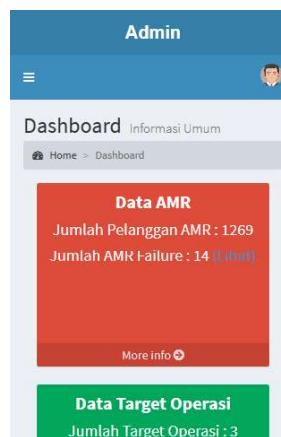 Admin
Dashboard Informasi Umum
Home > Dashboard
Data AMR
Jumlah Pelanggan AMR : 1269
Jumlah AMR Failure : 14 (Lihat)
More info
Data Target Operasi
Jumlah Target Operasi : 3